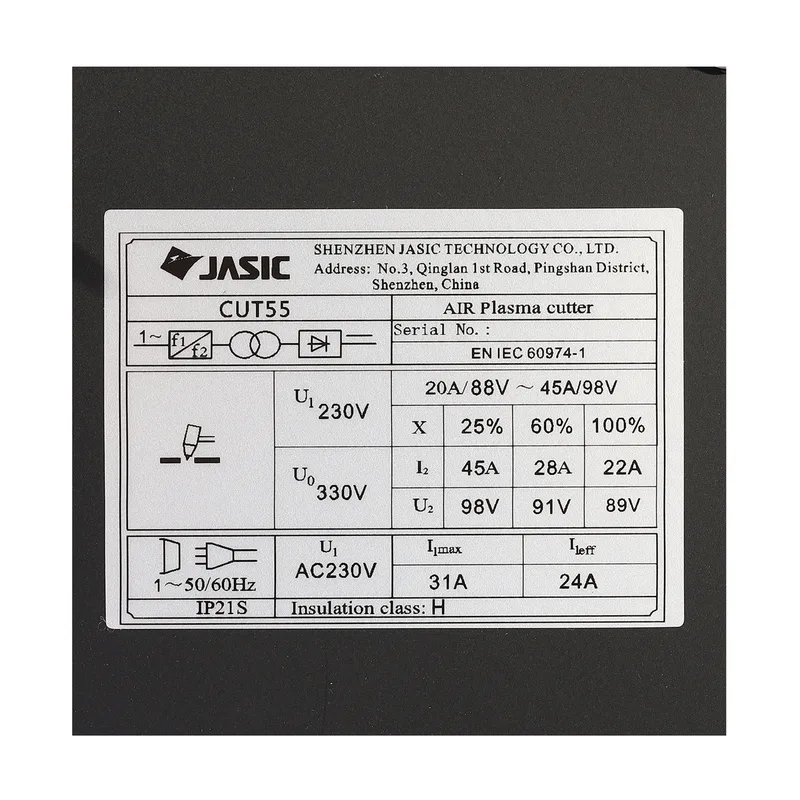 JASIC
SHENZHEN JASIC TECHNOLOGY CO., LTD.
Address: No.3, Qinglan 1st Road, Pingshan District,
Shenzhen, China
CUT55
AIR Plasma cutter
1~ f1 f2
Serial No. :
EN IEC 60974-1
U1 230V
20A/88V ~ 45A/98V
X 25% 60% 100%
U0 330V
I2 45A 28A 22A
U2 98V 91V 89V
1~50/60Hz
U1
AC230V
I1max
31A
I1eff
24A
IP21S
Insulation class: H